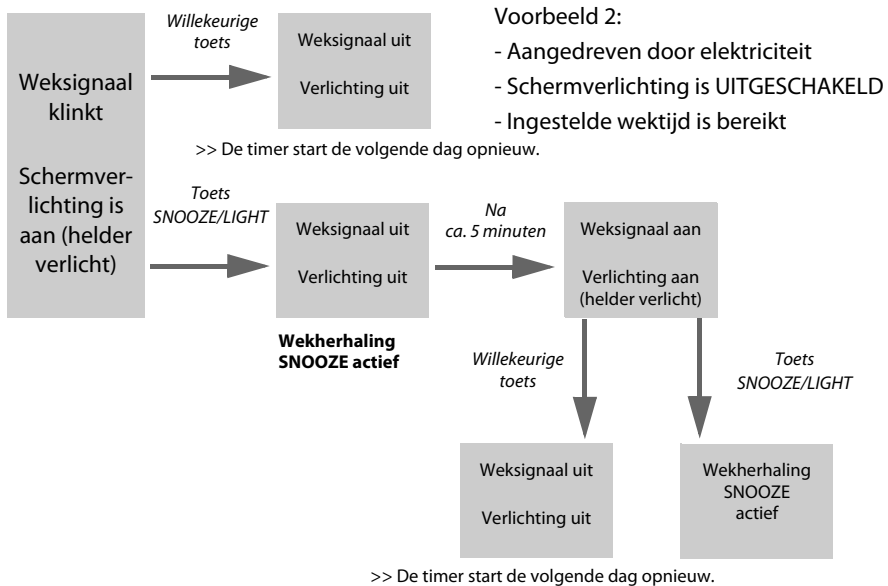 Voorbeeld 2:
- Aangedreven door elektriciteit
- Schermverlichting is UITGESCHAKELD
- Ingestelde wektijd is bereikt
Weksignaal
klinkt
Schermver-
lichting is
aan (helder
verlicht)
Willekeurige
toets
Weksignaal uit
Verlichting uit
>> De timer start de volgende dag opnieuw.
Toets
SNOOZE/LIGHT
Weksignaal uit
Verlichting uit
Wekherhaling
SNOOZE actief
Na
ca. 5 minuten
Weksignaal aan
Verlichting aan
(helder verlicht)
Willekeurige
toets
Toets
SNOOZE/LIGHT
Weksignaal uit
Verlichting uit
Wekherhaling
SNOOZE
actief
>> De timer start de volgende dag opnieuw.